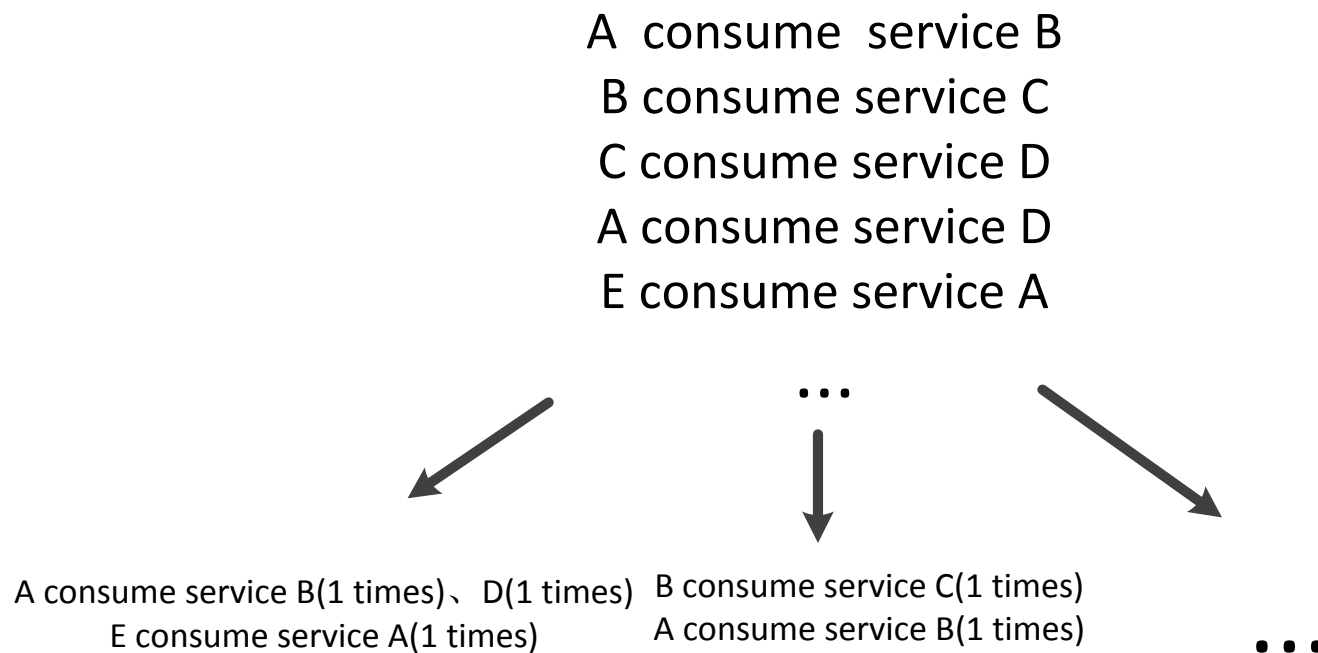 A consume service B
B consume service C
C consume service D
A consume service D
E consume service A
...
A consume service B(1 times)、D(1 times)
E consume service A(1 times)
B consume service C(1 times)
A consume service B(1 times)
...